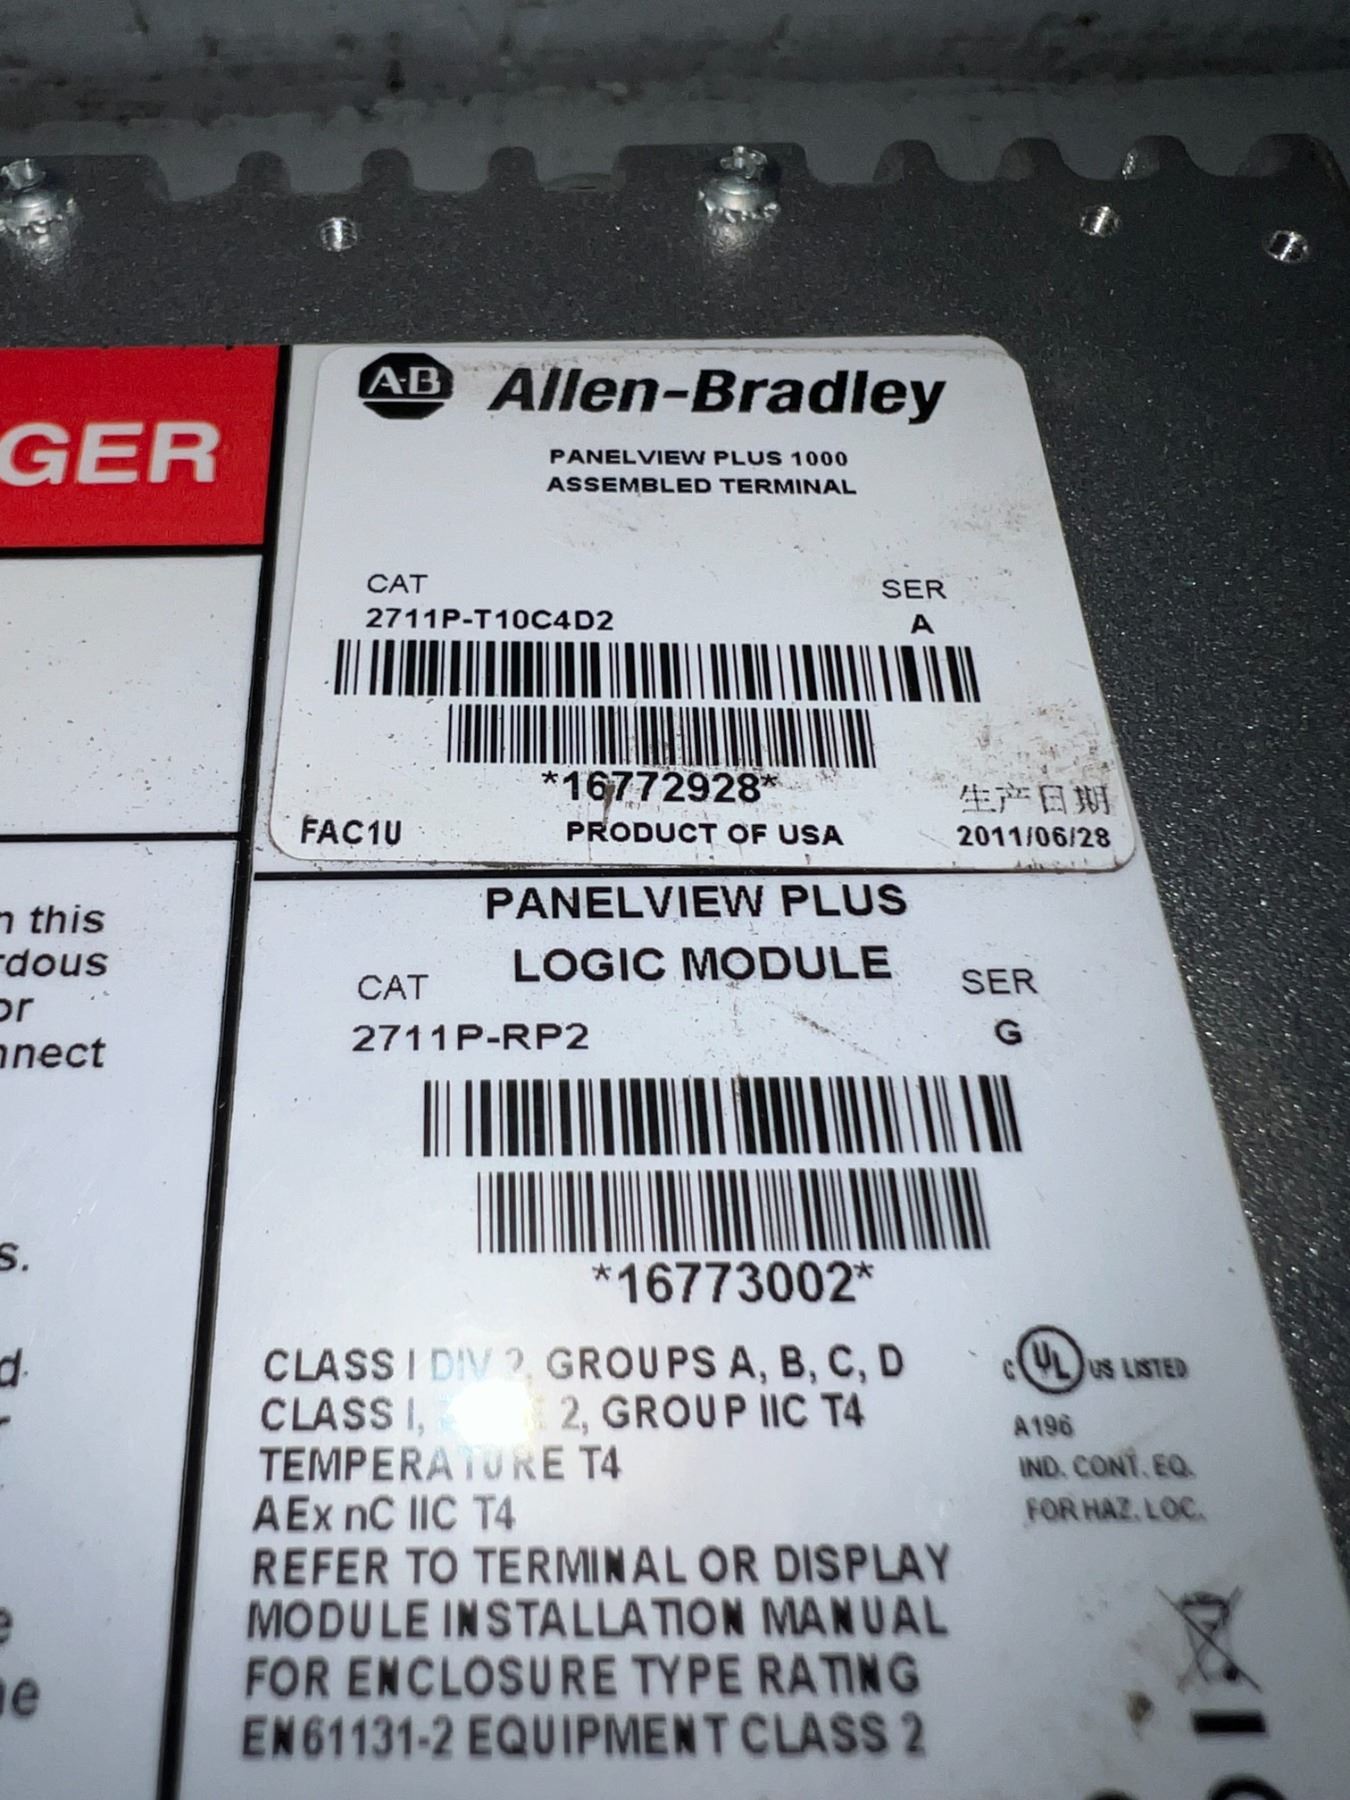 GER
A-B Allen-Bradley
PANELVIEW PLUS 1000
ASSEMBLED TERMINAL
CAT SER
2711P-T10C4D2 A
*16772928*
生产日期
FAC1U PRODUCT OF USA 2011/06/28
n this
rdous
or
nnect
s.
d.
r
e
ne
PANELVIEW PLUS
LOGIC MODULE
CAT SER
2711P-RP2 G
*16773002*
CLASS I DIV 2, GROUPS A, B, C, D
CLASS I, 2, GROUP IIC T4
TEMPERATURE T4
AEx nC IIC T4
REFER TO TERMINAL OR DISPLAY
MODULE INSTALLATION MANUAL
FOR ENCLOSURE TYPE RATING
EN61131-2 EQUIPMENT CLASS 2
C UL US LISTED
A196
IND. CONT. EQ.
FOR HAZ. LOC.